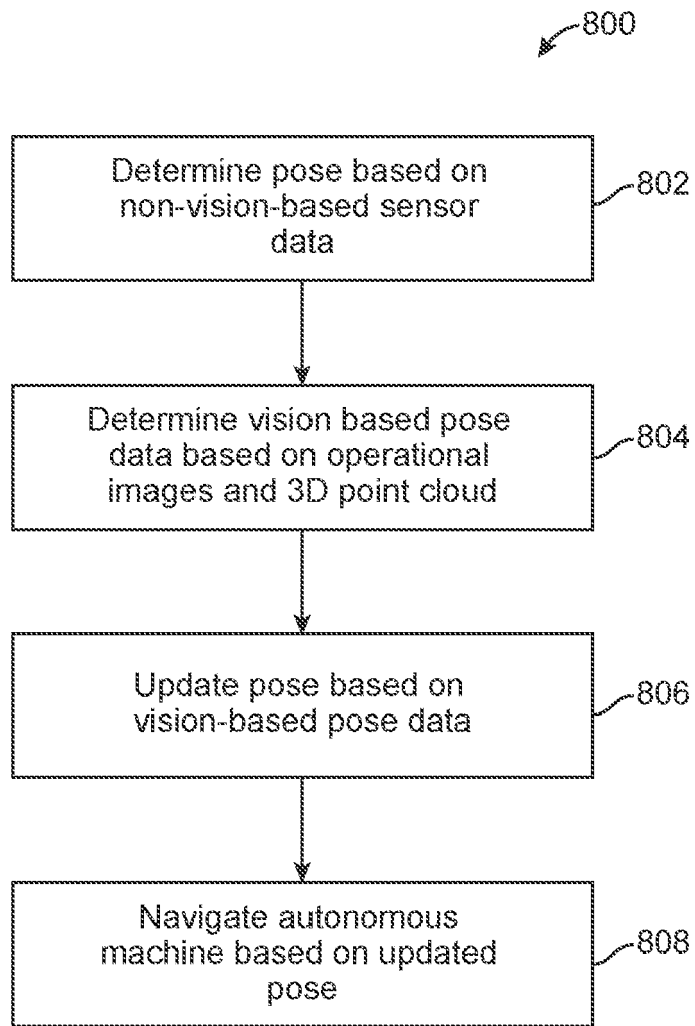 800
Determine pose based on
non-vision-based sensor
data
802
Determine vision based pose
data based on operational
images and 3D point cloud
804
Update pose based on
vision-based pose data
806
Navigate autonomous
machine based on updated
pose
808